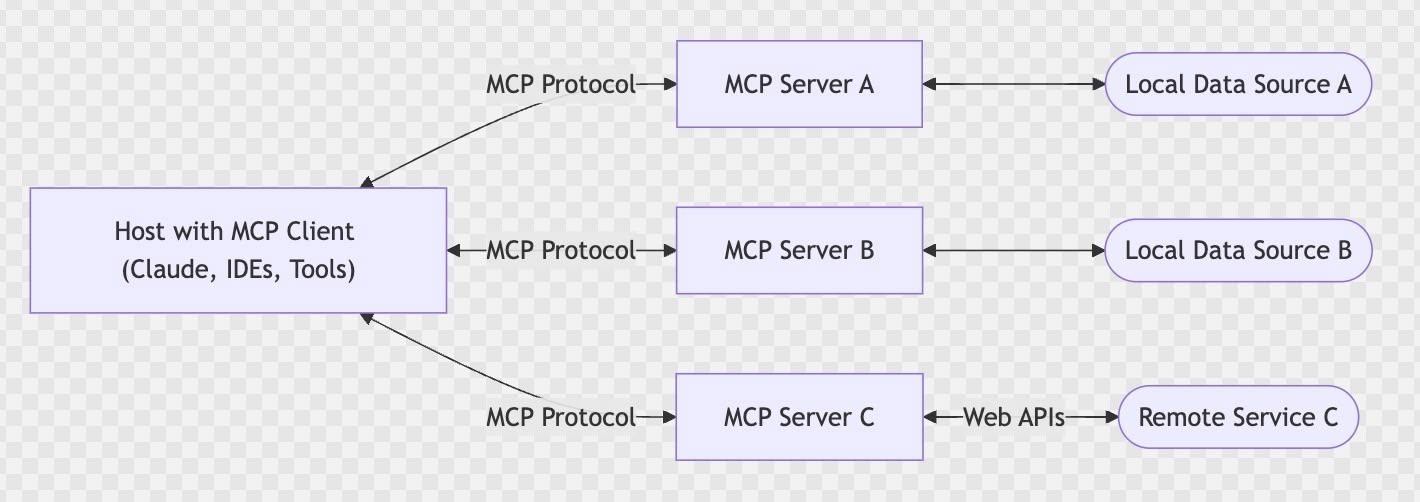 MCP Protocol
MCP Server A
Local Data Source A
Host with MCP Client
(Claude, IDEs, Tools)
MCP Protocol
MCP Server B
Local Data Source B
MCP Protocol
MCP Server C
Web APIs
Remote Service C